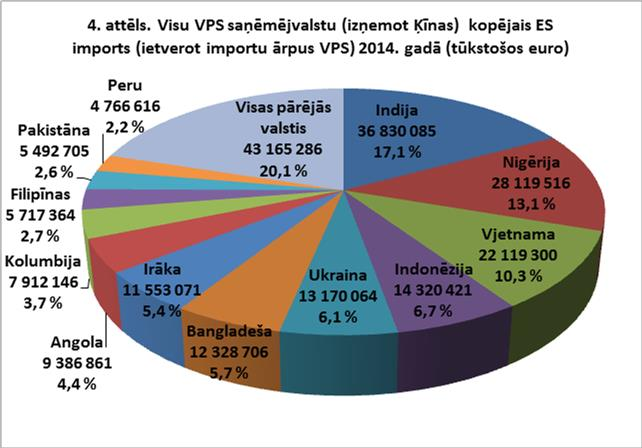 4. attēls. Visu VPS saņēmējvalstu (izņemot Ķīnas) kopējais ES
imports (ietverot importu ārpus VPS) 2014. gadā (tūkstošos euro)
Indija
36 830 085
17,1 %
Nigērija
28 119 516
13,1 %
Vjetnama
22 119 300
10,3 %
Indonēzija
14 320 421
6,7 %
Ukraina
13 170 064
6,1 %
Bangladeša
12 328 706
5,7 %
Irāka
11 553 071
5,4 %
Angola
9 386 861
4,4 %
Kolumbija
7 912 146
3,7 %
Filipīnas
5 717 364
2,7 %
Pakistāna
5 492 705
2,6 %
Peru
4 766 616
2,2 %
Visas pārējās
valstis
43 165 286
20,1 %